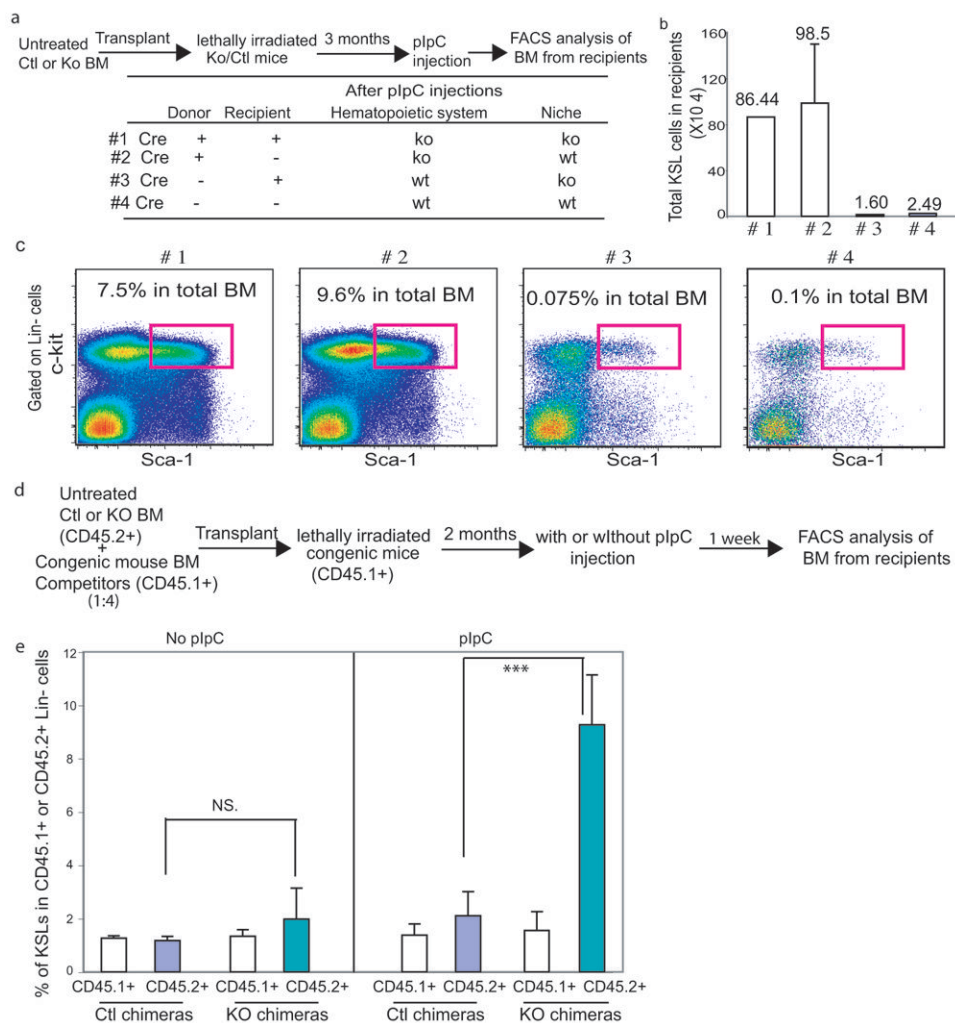 a
Untreated
Ctl or Ko BM
Transplant
lethally irradiated
Ko/Ctl mice
3 months
pIpC
injection
FACS analysis of
BM from recipients
After pIpC injections
Donor Recipient Hematopoietic system Niche
#1 Cre + + ko ko
#2 Cre + - ko wt
#3 Cre - + wt ko
#4 Cre - - wt wt
b
Total KSL cells in recipients
(X10 4)
160
120
80
40
0
86.44
98.5
1.60
2.49
# 1 # 2 # 3 # 4
c
# 1 # 2 # 3 # 4
Gated on Lin- cells
C-kit
7.5% in total BM
9.6% in total BM
0.075% in total BM
0.1% in total BM
Sca-1 Sca-1 Sca-1 Sca-1
d
Untreated
Ctl or KO BM
(CD45.2+)
+
Congenic mouse BM
Competitors (CD45.1+)
(1:4)
Transplant
lethally irradiated
congenic mice
(CD45.1+)
2 months
with or wIthout pIpC
injection
1 week
FACS analysis of
BM from recipients
e
No pIpC pIpC
% of KSLs in CD45.1+ or CD45.2+ Lin- cells
12
10
8
6
4
2
0
NS.
***
CD45.1+ CD45.2+ CD45.1+ CD45.2+ CD45.1+ CD45.2+ CD45.1+ CD45.2+
Ctl chimeras KO chimeras Ctl chimeras KO chimeras